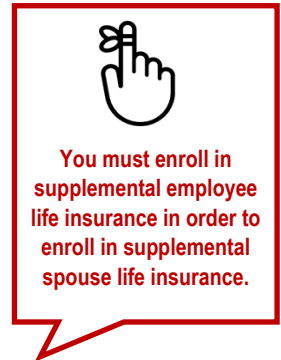 You must enroll in
supplemental employee
life insurance in order to
enroll in supplemental
spouse life insurance.